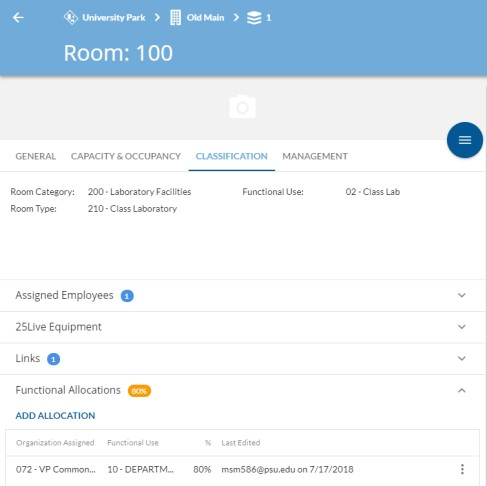 University Park > Old Main > 1
Room: 100
GENERAL CAPACITY & OCCUPANCY CLASSIFICATION MANAGEMENT
Room Category: 200 - Laboratory Facilities Functional Use: 02 - Class Lab
Room Type: 210 - Class Laboratory
Assigned Employees 1
25Live Equipment
Links 1
Functional Allocations 80%
ADD ALLOCATION
Organization Assigned Functional Use % Last Edited
072 - VP Common... 10 - DEPARTM... 80% msm586@psu.edu on 7/17/2018